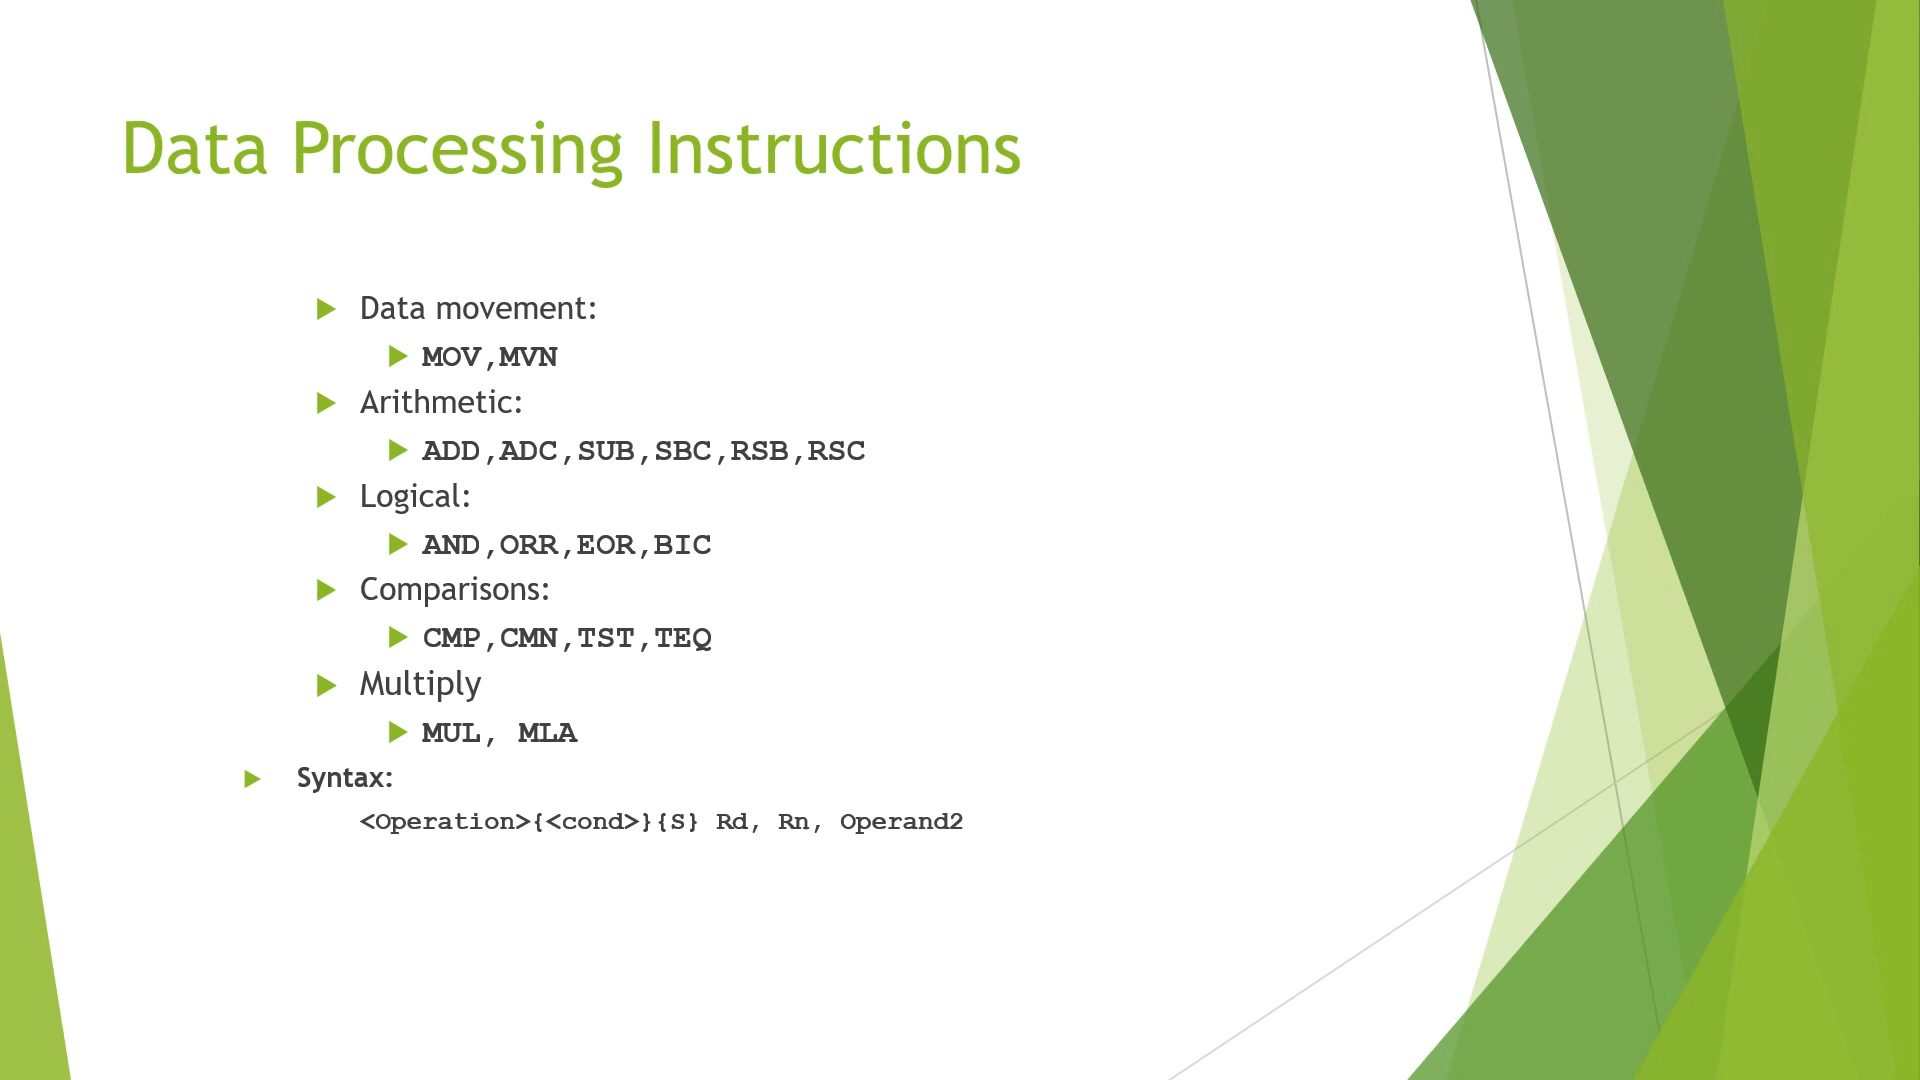 Data Processing Instructions
Data movement:
MOV,MVN
Arithmetic:
ADD,ADC,SUB,SBC,RSB,RSC
Logical:
AND,ORR,EOR,BIC
Comparisons:
CMP,CMN,TST,TEQ
Multiply
MUL, MLA
Syntax:
<Operation>{<cond>}{S} Rd, Rn, Operand2